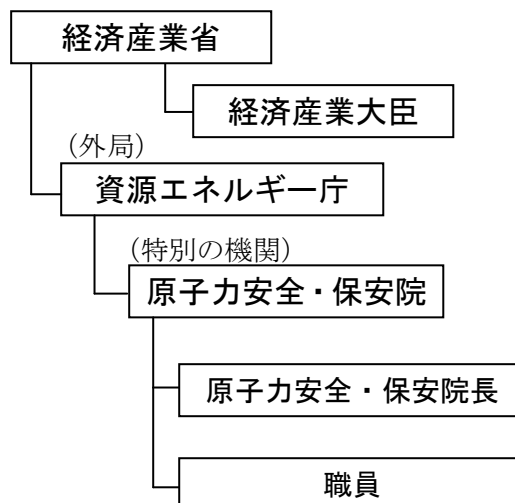 経済産業省
経済産業大臣
(外局)
資源エネルギー庁
(特別の機関)
原子力安全・保安院
原子力安全・保安院長
職員